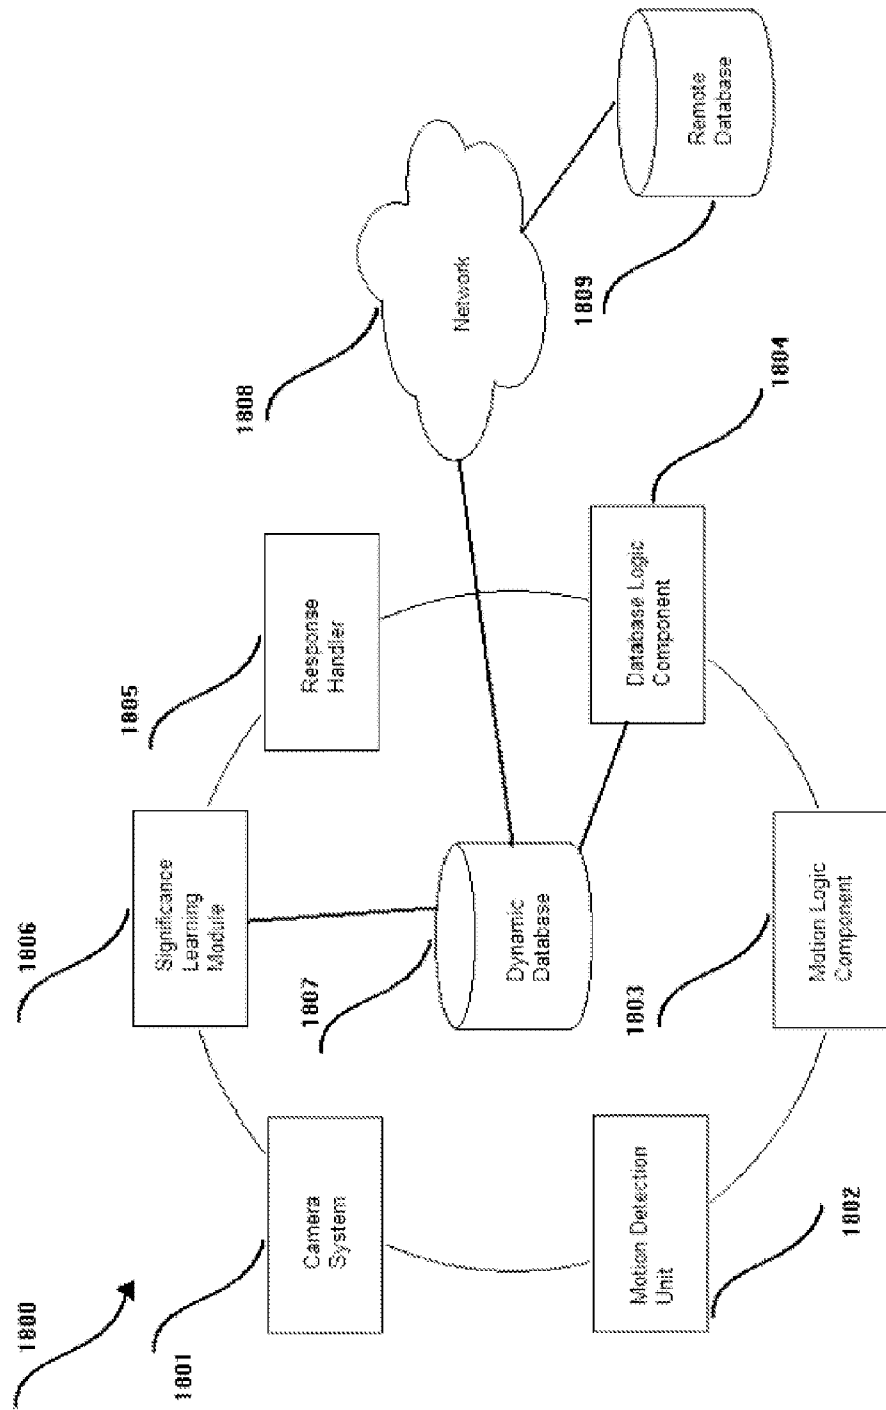 1800
1801
Camera
System
1806
Significance
Learning
Module
1805
Response
Handler
1808
Network
1807
Dynamic
Database
1809
Remote
Database
1802
Motion Detection
Unit
1803
Motion Logic
Component
1804
Database Logic
Component